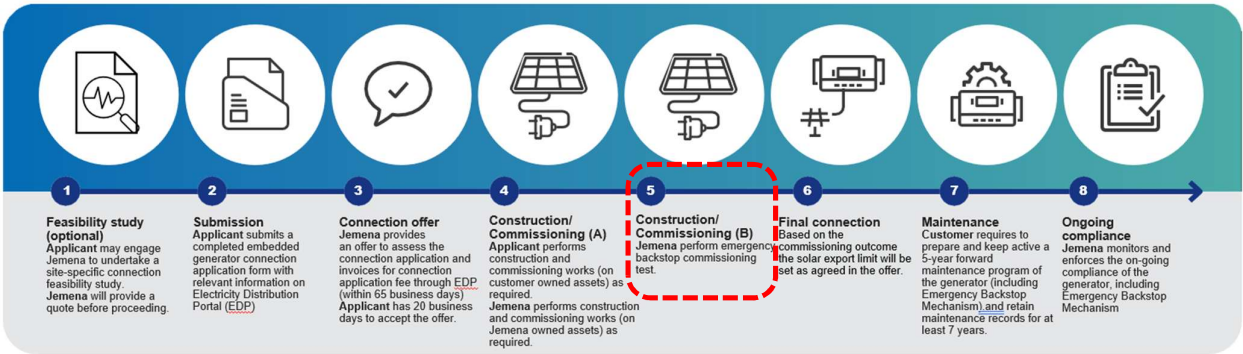 1
Feasibility study
(optional)
Applicant may engage
Jemena to undertake a
site-specific connection
feasibility study.
Jemena will provide a
quote before proceeding.
2
Submission
Applicant submits a
completed embedded
generator connection
application form with
relevant information on
Electricity Distribution
Portal (EDP)
3
Connection offer
Jemena provides
an offer to assess the
connection application and
invoices for connection
application fee through EDP
(within 65 business days)
Applicant has 20 business
days to accept the offer.
4
Construction/
Commissioning (A)
Applicant performs
construction and
commissioning works (on
customer owned assets) as
required.
Jemena performs construction
and commissioning works (on
Jemena owned assets) as
required.
5
Construction/
Commissioning (B)
Jemena perform emergency
backstop commissioning
test.
6
Final connection
Based on the
commissioning outcome
the solar export limit will be
set as agreed in the offer.
7
Maintenance
Customer requires to
prepare and keep active a
5-year forward
maintenance program of
the generator (including
Emergency Backstop
Mechanism) and retain
maintenance records for at
least 7 years.
8
Ongoing
compliance
Jemena monitors and
enforces the on-going
compliance of the
generator, including
Emergency Backstop
Mechanism